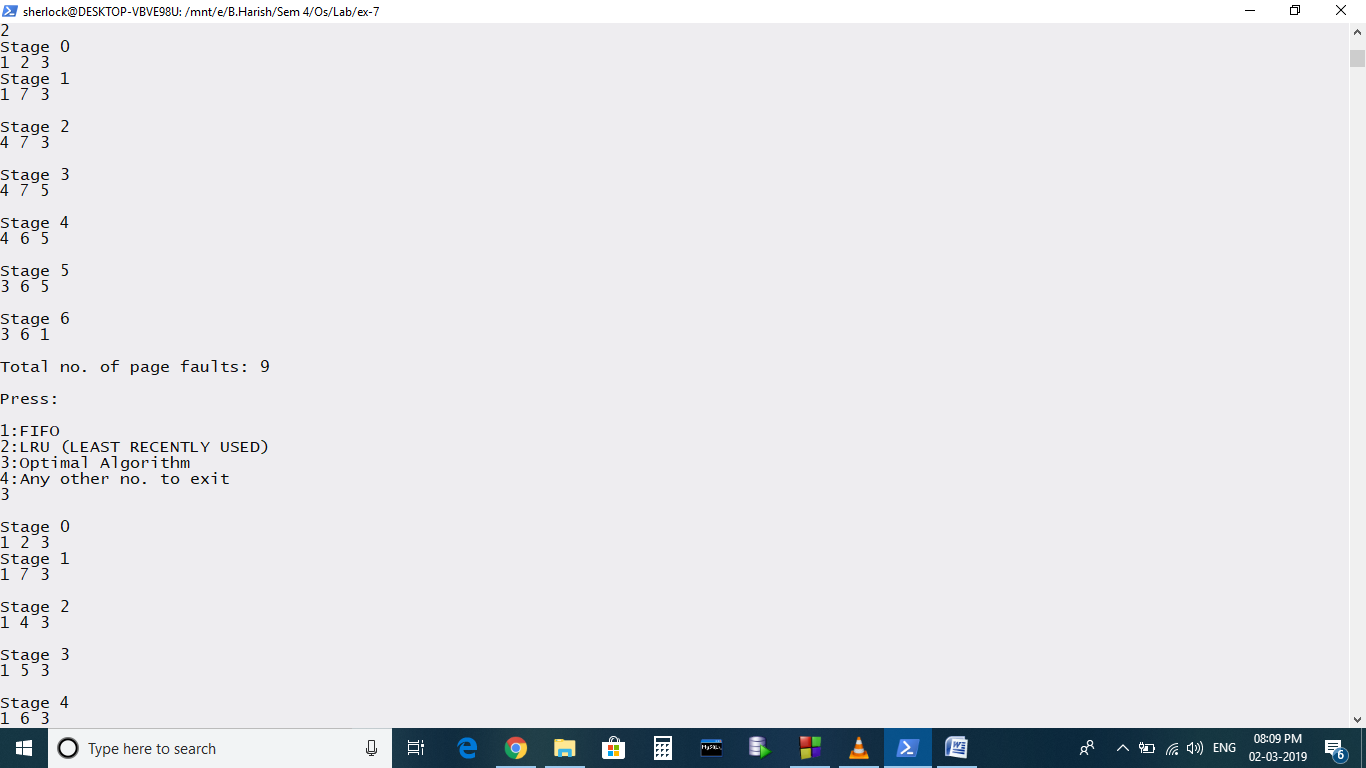 sherlock@DESKTOP-VBVE98U: /mnt/e/B.Harish/Sem 4/Os/Lab/ex-7
2
Stage 0
1 2 3
Stage 1
1 7 3
Stage 2
4 7 3
Stage 3
4 7 5
Stage 4
4 6 5
Stage 5
3 6 5
Stage 6
3 6 1
Total no. of page faults: 9
Press:
1:FIFO
2:LRU (LEAST RECENTLY USED)
3:Optimal Algorithm
4:Any other no. to exit
3
Stage 0
1 2 3
Stage 1
1 7 3
Stage 2
1 4 3
Stage 3
1 5 3
Stage 4
1 6 3
Type here to search
MySQL
W
ENG
08:09 PM
02-03-2019
6